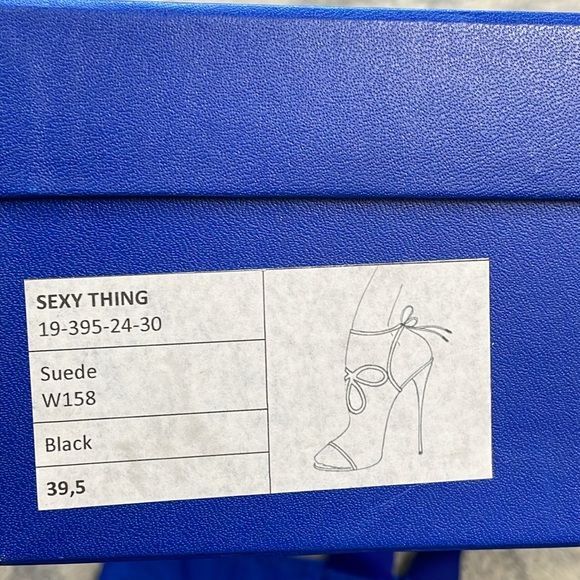 SEXY THING
19-395-24-30
Suede
W158
Black
39,5